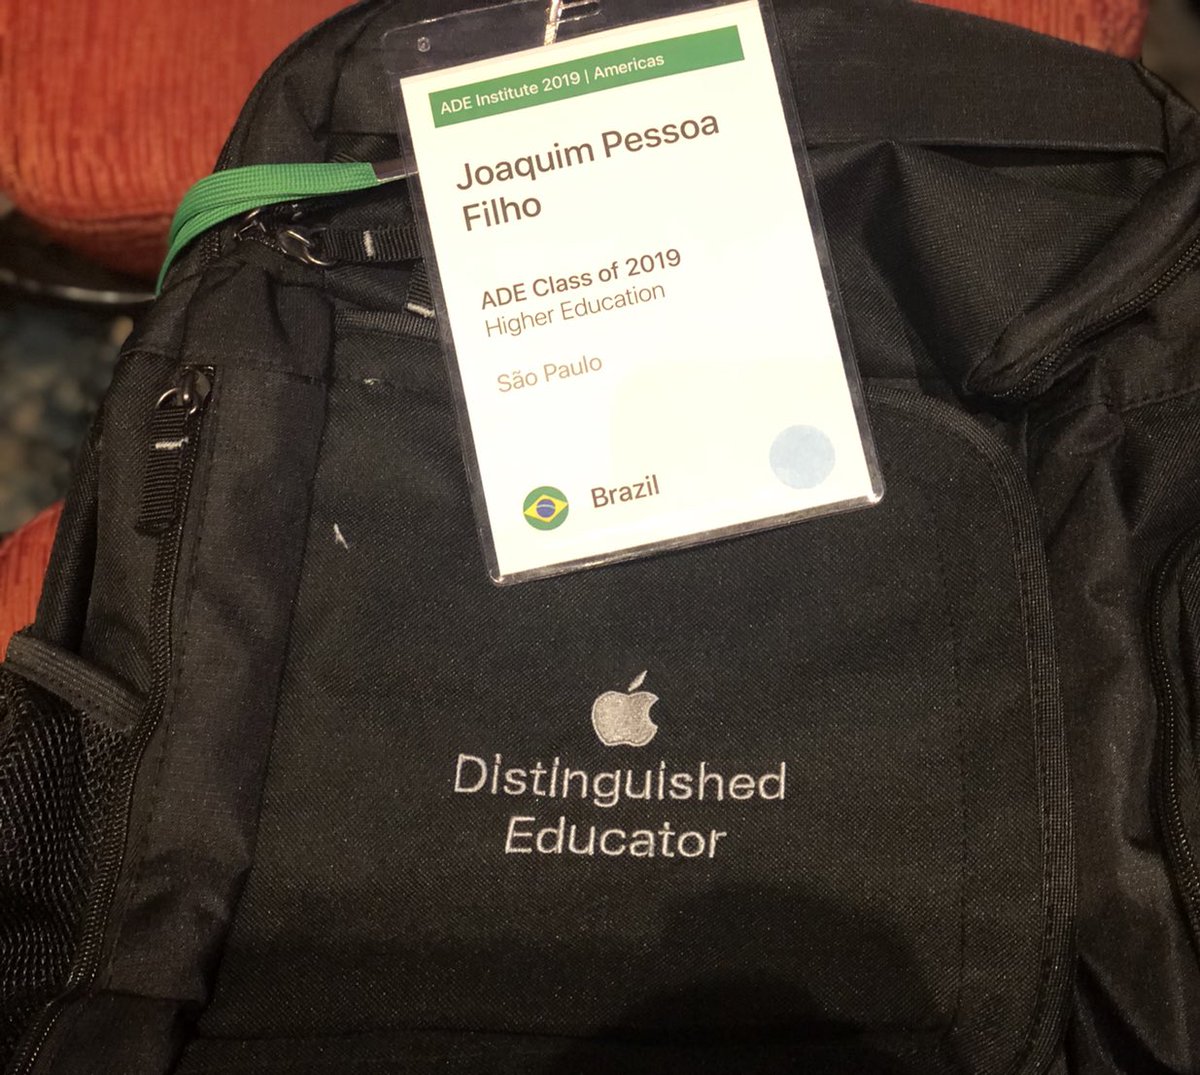 ADE Institute 2019 | Americas
Joaquim Pessoa
Filho
ADE Class of 2019
Higher Education
São Paulo
Brazil
Distinguished
Educator